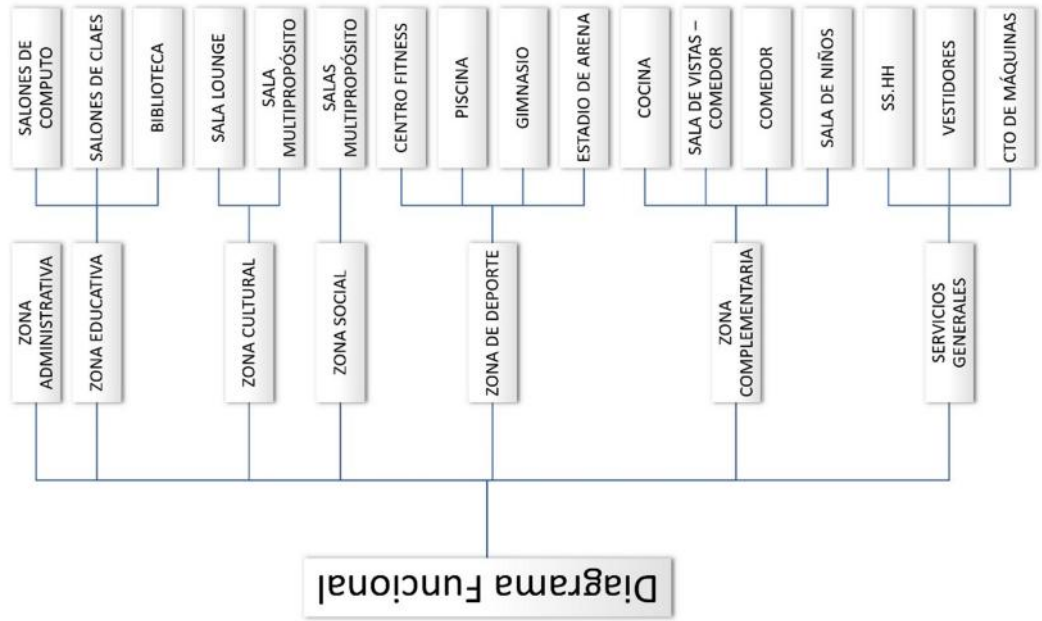 Diagrama Funcional
ZONA
ADMINISTRATIVA
ZONA EDUCATIVA
SALONES DE
COMPUTO
SALONES DE CLAES
BIBLIOTECA
ZONA CULTURAL
SALA LOUNGE
SALA
MULTIPROPÓSITO
ZONA SOCIAL
SALAS
MULTIPROPÓSITO
ZONA DE DEPORTE
CENTRO FITNESS
PISCINA
GIMNASIO
ESTADIO DE ARENA
ZONA
COMPLEMENTARIA
COCINA
SALA DE VISTAS –
COMEDOR
COMEDOR
SALA DE NIÑOS
SERVICIOS
GENERALES
SS.HH
VESTIDORES
CTO DE MÁQUINAS